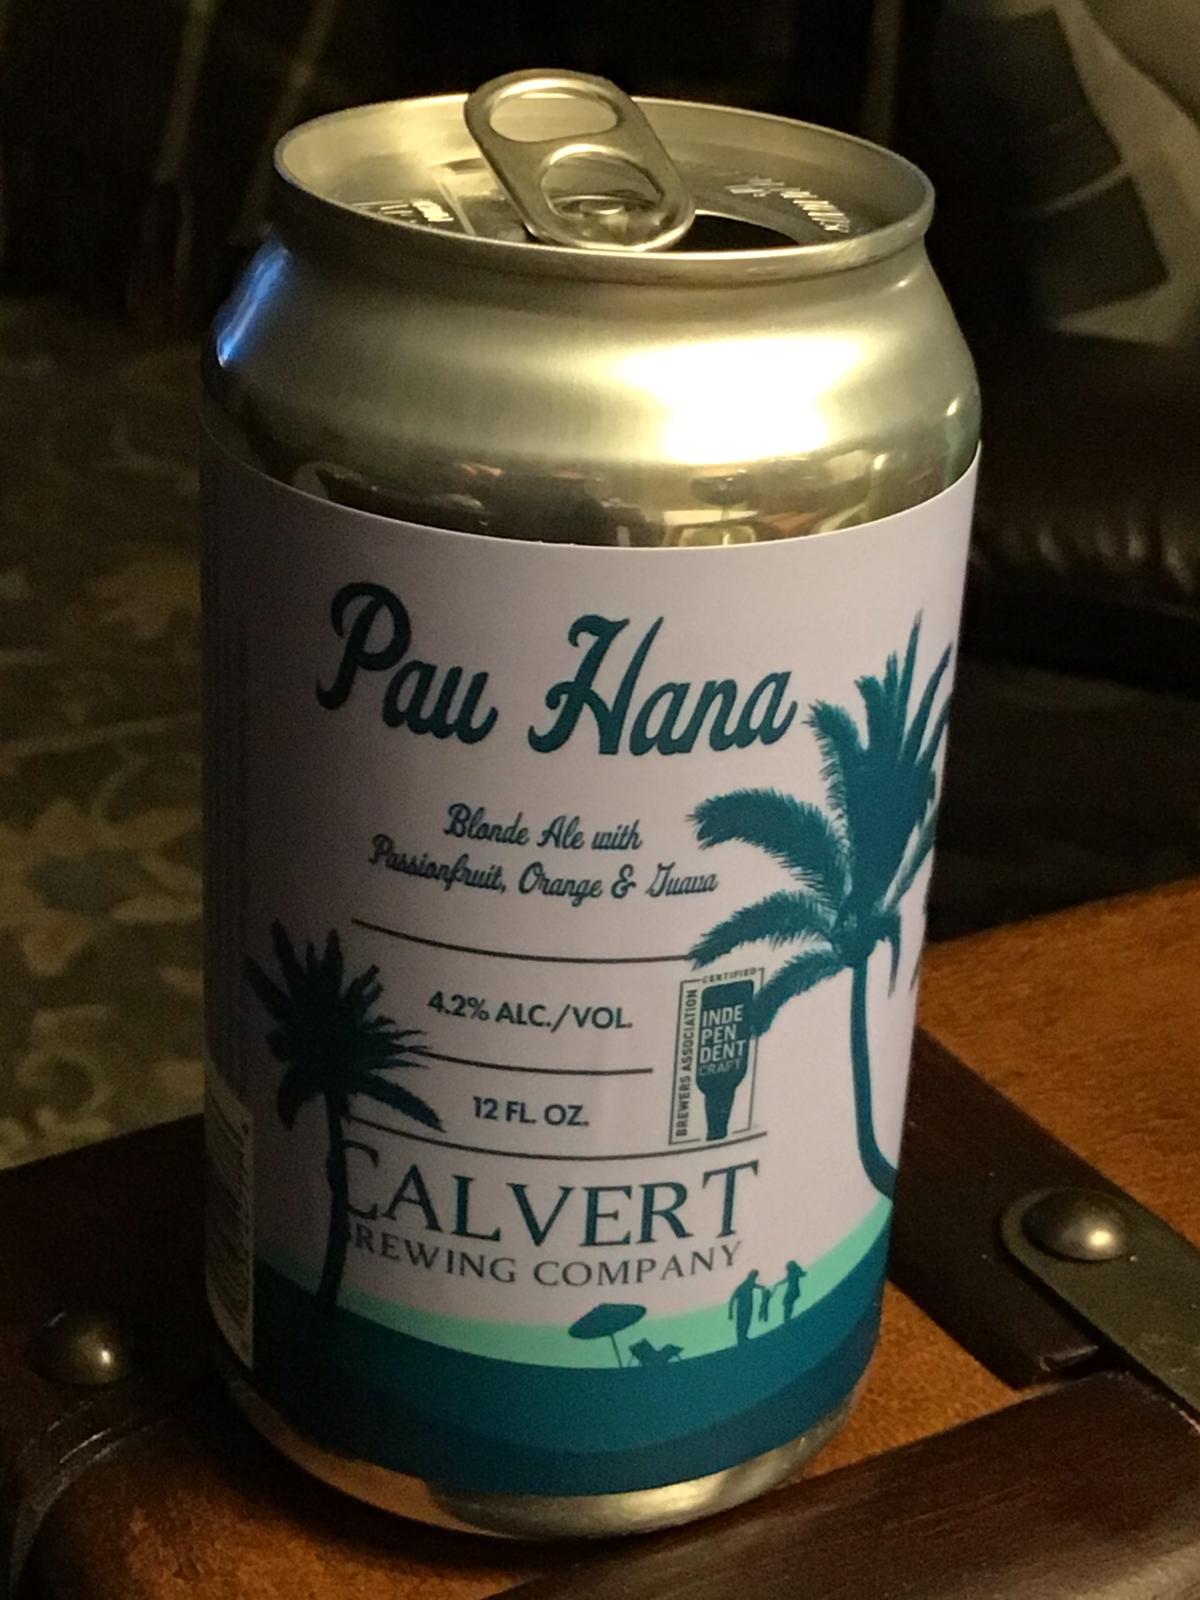 Pau Hana
Blonde Ale with
Passionfruit, Orange & Guava
4.2% ALC./VOL.
12 FL. OZ.
CERTIFIED
BREWERS ASSOCIATION
INDE
PEN
DENT
CRAFT
CALVERT
BREWING COMPANY